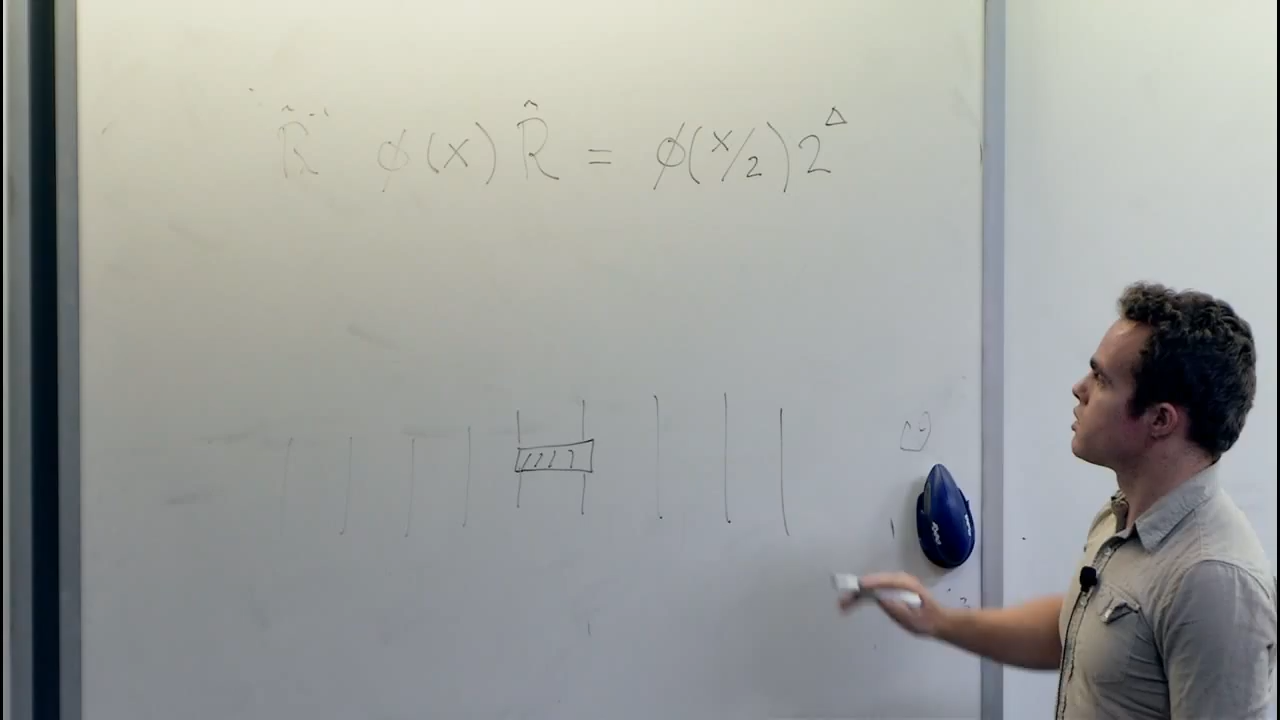 R̂⁻¹ ϕ(x) R̂ = ϕ(x/2) 2^Δ